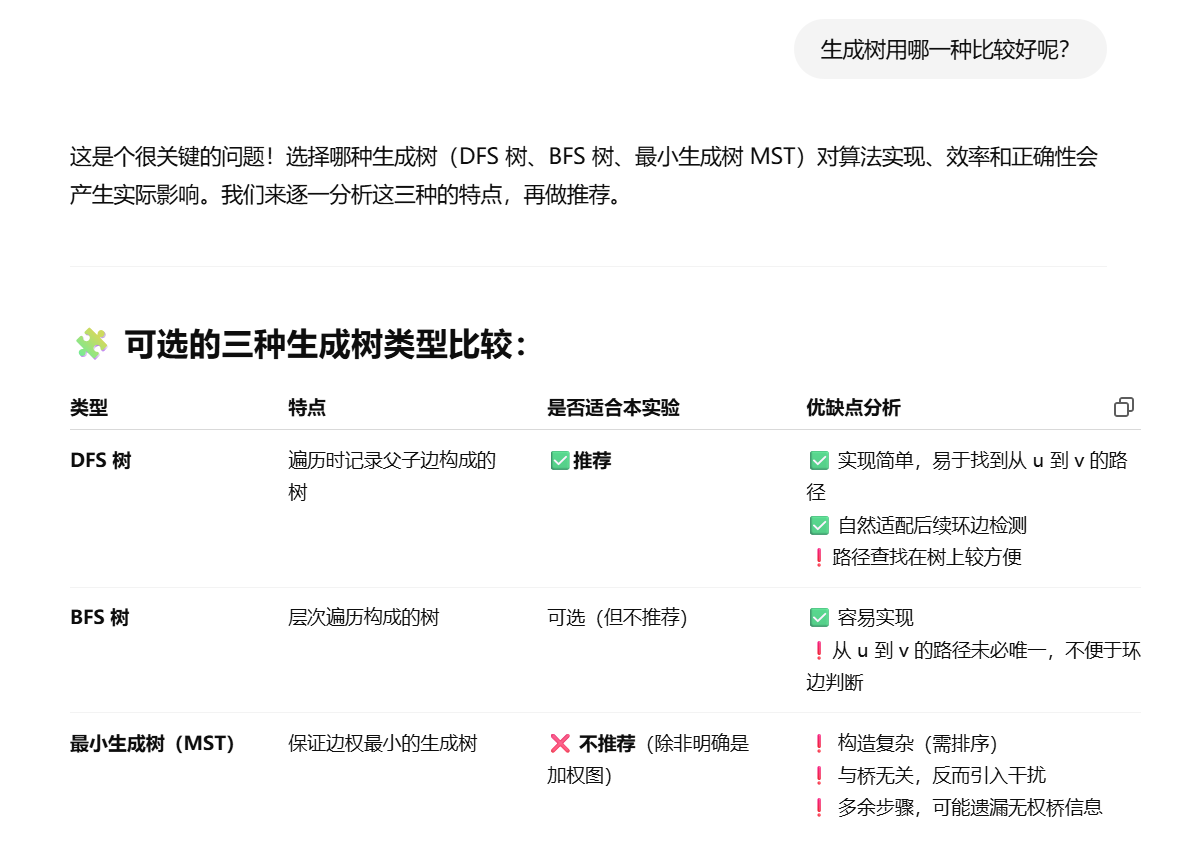 生成树用哪一种比较好呢？
这是个很关键的问题！选择哪种生成树（DFS 树、BFS 树、最小生成树 MST）对算法实现、效率和正确性会
产生实际影响。我们来逐一分析这三种的特点，再做推荐。
🧩 可选的三种生成树类型比较：
类型 特点 是否适合本实验 优缺点分析
DFS 树 遍历时记录父子边构成的 ✅推荐 ✅ 实现简单，易于找到从 u 到 v 的路
树 径
✅ 自然适配后续环边检测
❗路径查找在树上较方便
BFS 树 层次遍历构成的树 可选（但不推荐） ✅ 容易实现
❗从 u 到 v 的路径未必唯一，不便于环
边判断
最小生成树（MST） 保证边权最小的生成树 ❌ 不推荐（除非明确是 ❗ 构造复杂（需排序）
加权图） ❗ 与桥无关，反而引入干扰
❗ 多余步骤，可能遗漏无权桥信息